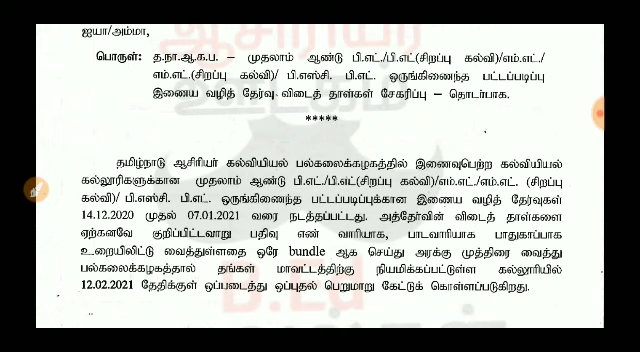 ஐயா/அம்மா,
பொருள்: த.நா.ஆ.க.ப. – முதலாம் ஆண்டு பி.எட்./பி.எட்(சிறப்பு கல்வி)/எம்.எட்./
எம்.எட்.(சிறப்பு கல்வி)/ பி.எஸ்சி. பி.எட். ஒருங்கிணைந்த பட்டப்படிப்பு
இணைய வழித் தேர்வு விடைத் தாள்கள் சேகரிப்பு – தொடர்பாக.
*****
தமிழ்நாடு ஆசிரியர் கல்வியியல் பல்கலைக்கழகத்தில் இணைவுபெற்ற கல்வியியல்
கல்லூரிகளுக்கான முதலாம் ஆண்டு பி.எட்./பி.எட்(சிறப்பு கல்வி)/எம்.எட்./எம்.எட். (சிறப்பு
கல்வி)/ பி.எஸ்சி. பி.எட். ஒருங்கிணைந்த பட்டப்படிப்புக்கான இணைய வழித் தேர்வுகள்
14.12.2020 முதல் 07.01.2021 வரை நடத்தப்பட்டது. அத்தேர்வின் விடைத் தாள்களை
ஏற்கனவே குறிப்பிட்டவாறு பதிவு எண் வாரியாக, பாடவாரியாக பாதுகாப்பாக
உறையிலிட்டு வைத்துள்ளதை ஒரே bundle ஆக செய்து அரக்கு முத்திரை வைத்து
பல்கலைக்கழகத்தால் தங்கள் மாவட்டத்திற்கு நியமிக்கப்பட்டுள்ள கல்லூரியில்
12.02.2021 தேதிக்குள் ஒப்படைத்து ஒப்புதல் பெறுமாறு கேட்டுக் கொள்ளப்படுகிறது.
ஆசிரியர்
B.Ed